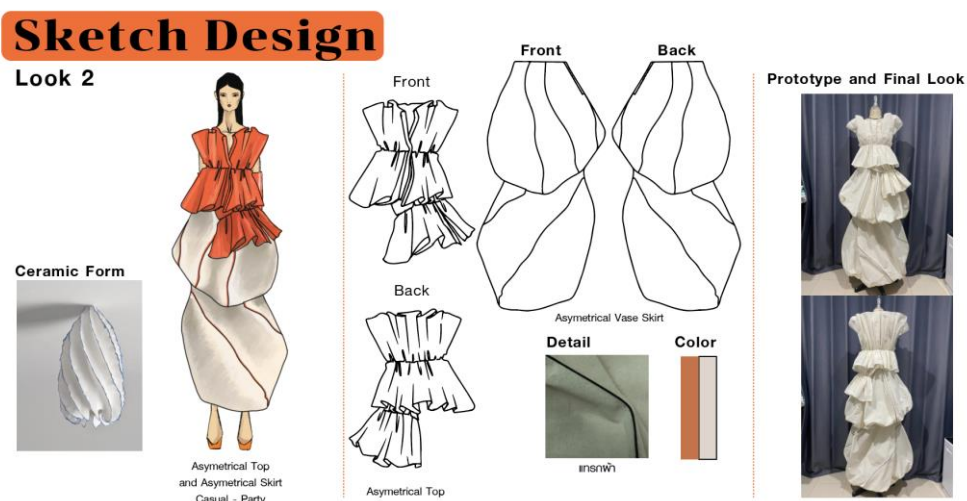 Sketch Design
Look 2
Ceramic Form
Asymetrical Top
and Asymetrical Skirt
Casual - Party
Front
Back
Asymetrical Top
Front
Back
Asymetrical Vase Skirt
Detail
Color
แทรกผ้า
Prototype and Final Look